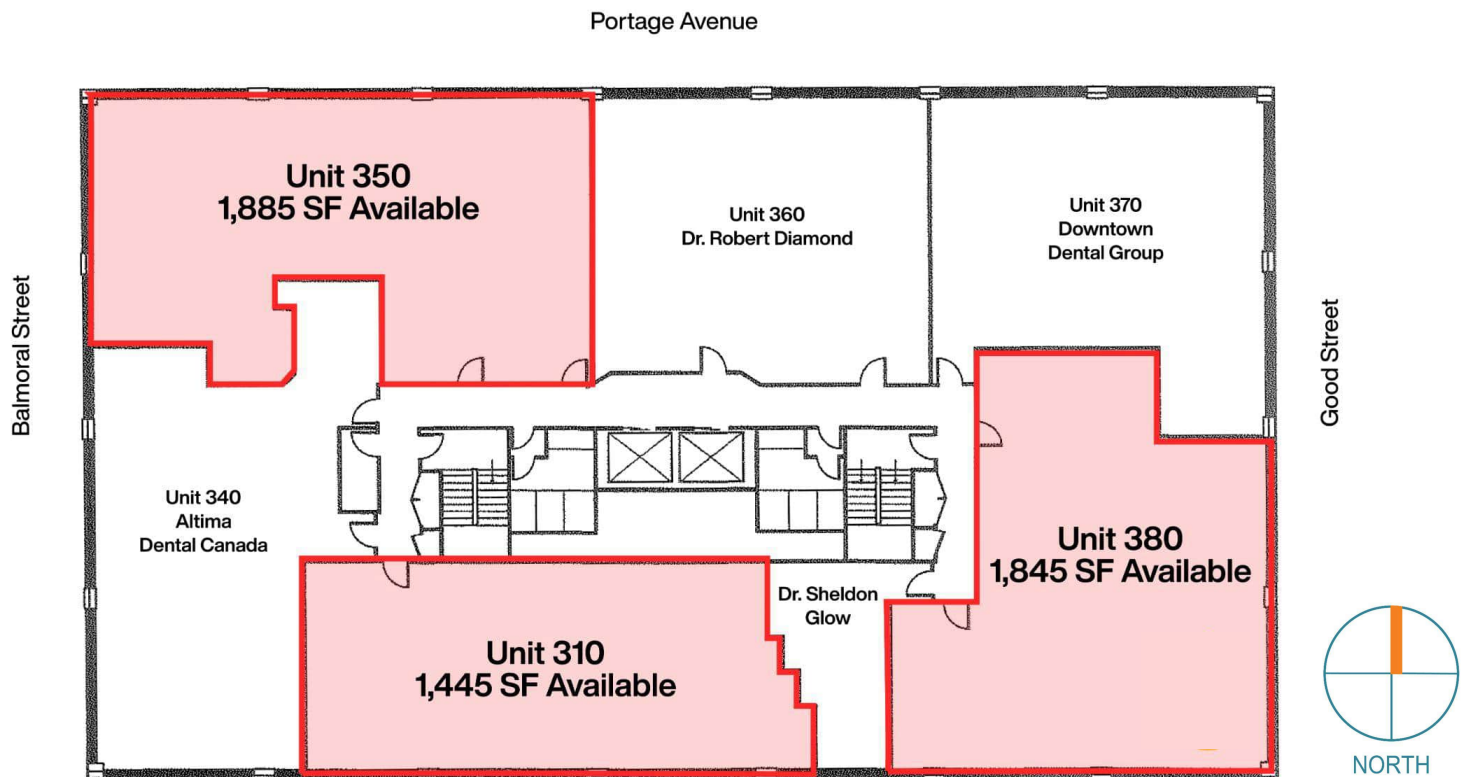 Portage Avenue
Unit 350
1,885 SF Available
Unit 360
Dr. Robert Diamond
Unit 370
Downtown
Dental Group
Balmoral Street
Good Street
Unit 340
Altima
Dental Canada
Unit 380
1,845 SF Available
Dr. Sheldon
Glow
Unit 310
1,445 SF Available
NORTH